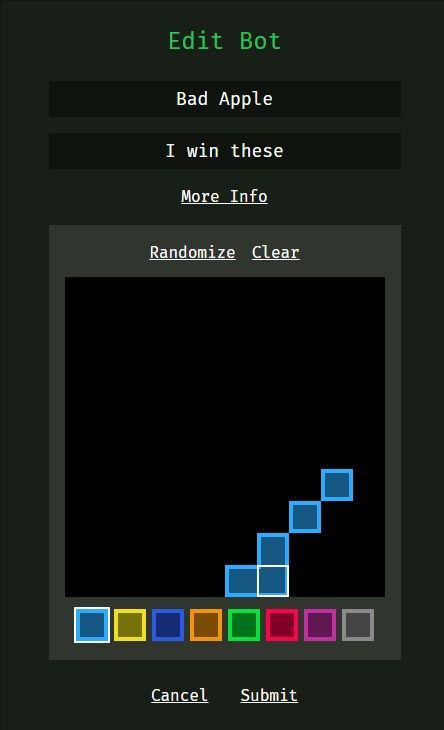 Edit Bot
Bad Apple
I win these
More Info
Randomize Clear
Cancel Submit